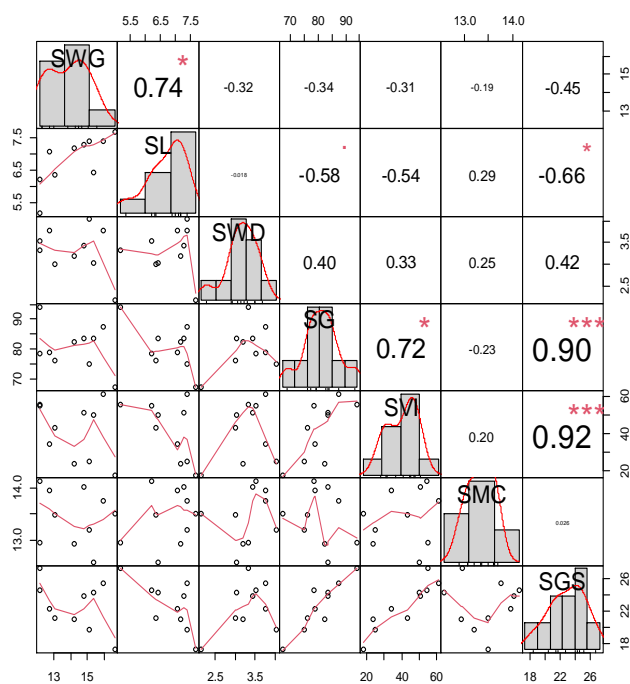 5.5 6.5 7.5 70 80 90 13.0 14.0
SWG 0.74 * -0.32 -0.34 -0.31 -0.19 -0.45 13 15
5.5 6.5 7.5 SL -0.018 -0.58 . -0.54 0.29 -0.66 *
SWD 0.40 0.33 0.25 0.42 2.5 3.5
70 80 90 SG 0.72 * -0.23 0.90 ***
SVI 0.20 0.92 *** 20 40 60
13.0 14.0 SMC 0.026
SGS 18 22 26
13 15 2.5 3.5 20 30 40 50 60 18 20 22 24 26